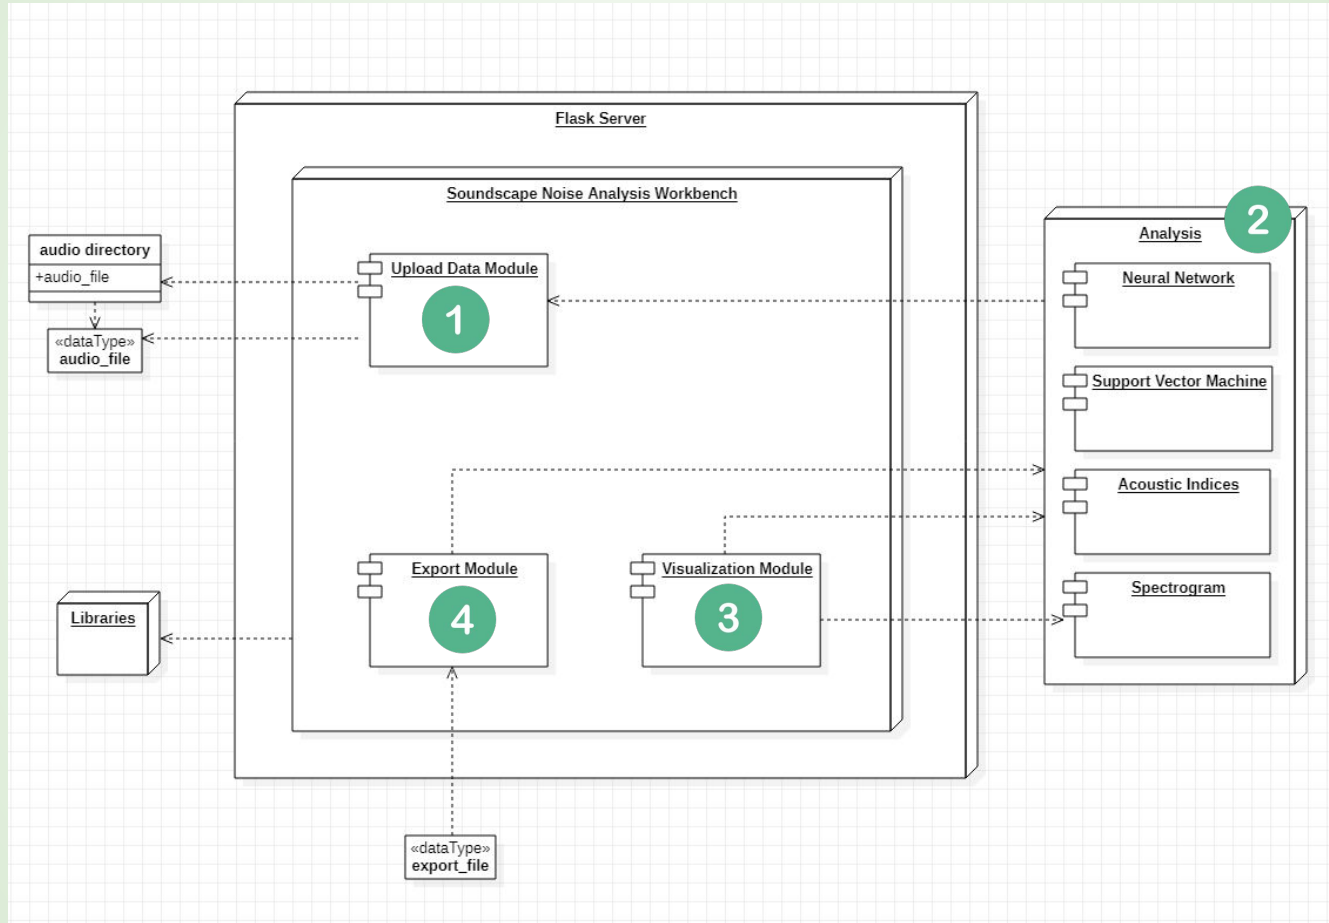 Flask Server
Soundscape Noise Analysis Workbench
audio directory
+audio_file
«dataType»
audio_file
Upload Data Module
1
2
Analysis
Neural Network
Support Vector Machine
Acoustic Indices
Spectrogram
Libraries
Export Module
4
Visualization Module
3
«dataType»
export_file